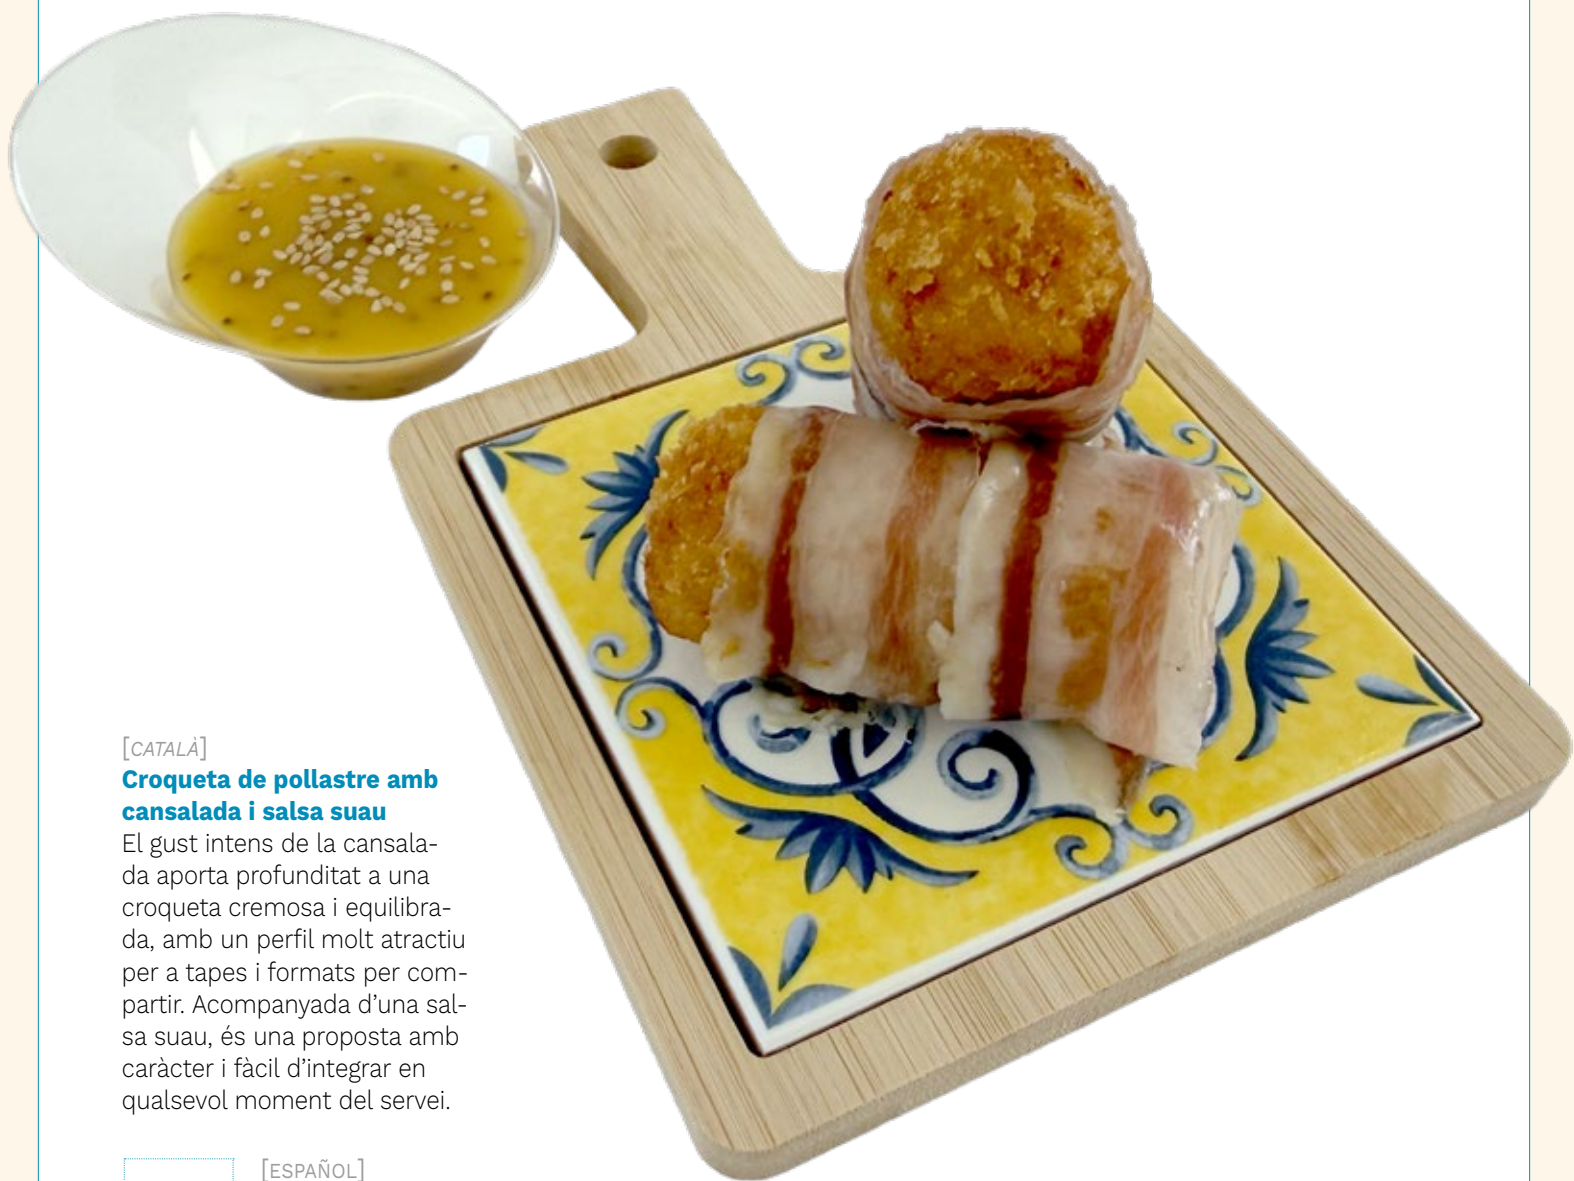 [CATALÀ]
Croqueta de pollastre amb
cansalada i salsa suau
El gust intens de la cansala-
da aporta profunditat a una
croqueta cremosa i equilibra-
da, amb un perfil molt atractiu
per a tapes i formats per com-
partir. Acompanyada d’una sal-
sa suau, és una proposta amb
caràcter i fàcil d’integrar en
qualsevol moment del servei.
[ESPAÑOL]